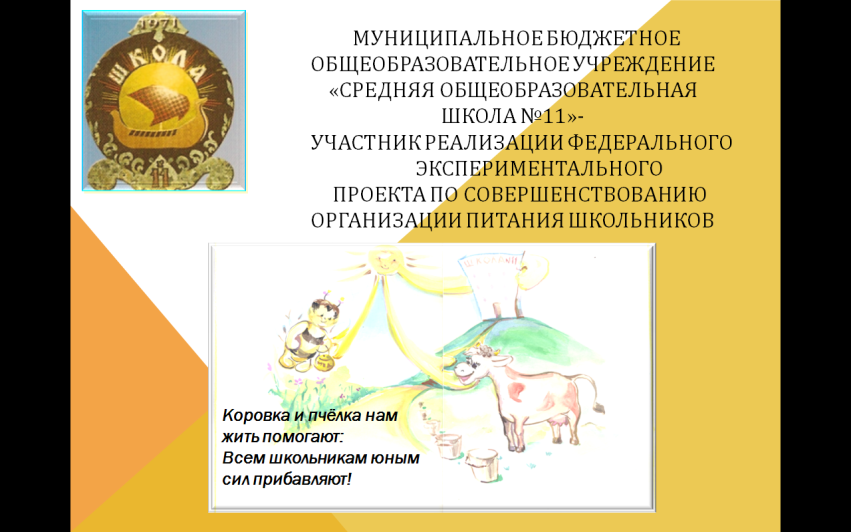 1971
ШКОЛА
11
МУНИЦИПАЛЬНОЕ БЮДЖЕТНОЕ
ОБЩЕОБРАЗОВАТЕЛЬНОЕ УЧРЕЖДЕНИЕ
«СРЕДНЯЯ ОБЩЕОБРАЗОВАТЕЛЬНАЯ
ШКОЛА №11»-
УЧАСТНИК РЕАЛИЗАЦИИ ФЕДЕРАЛЬНОГО
ЭКСПЕРИМЕНТАЛЬНОГО
ПРОЕКТА ПО СОВЕРШЕНСТВОВАНИЮ
ОРГАНИЗАЦИИ ПИТАНИЯ ШКОЛЬНИКОВ
Коровка и пчёлка нам
жить помогают:
Всем школьникам юным
сил прибавляют!